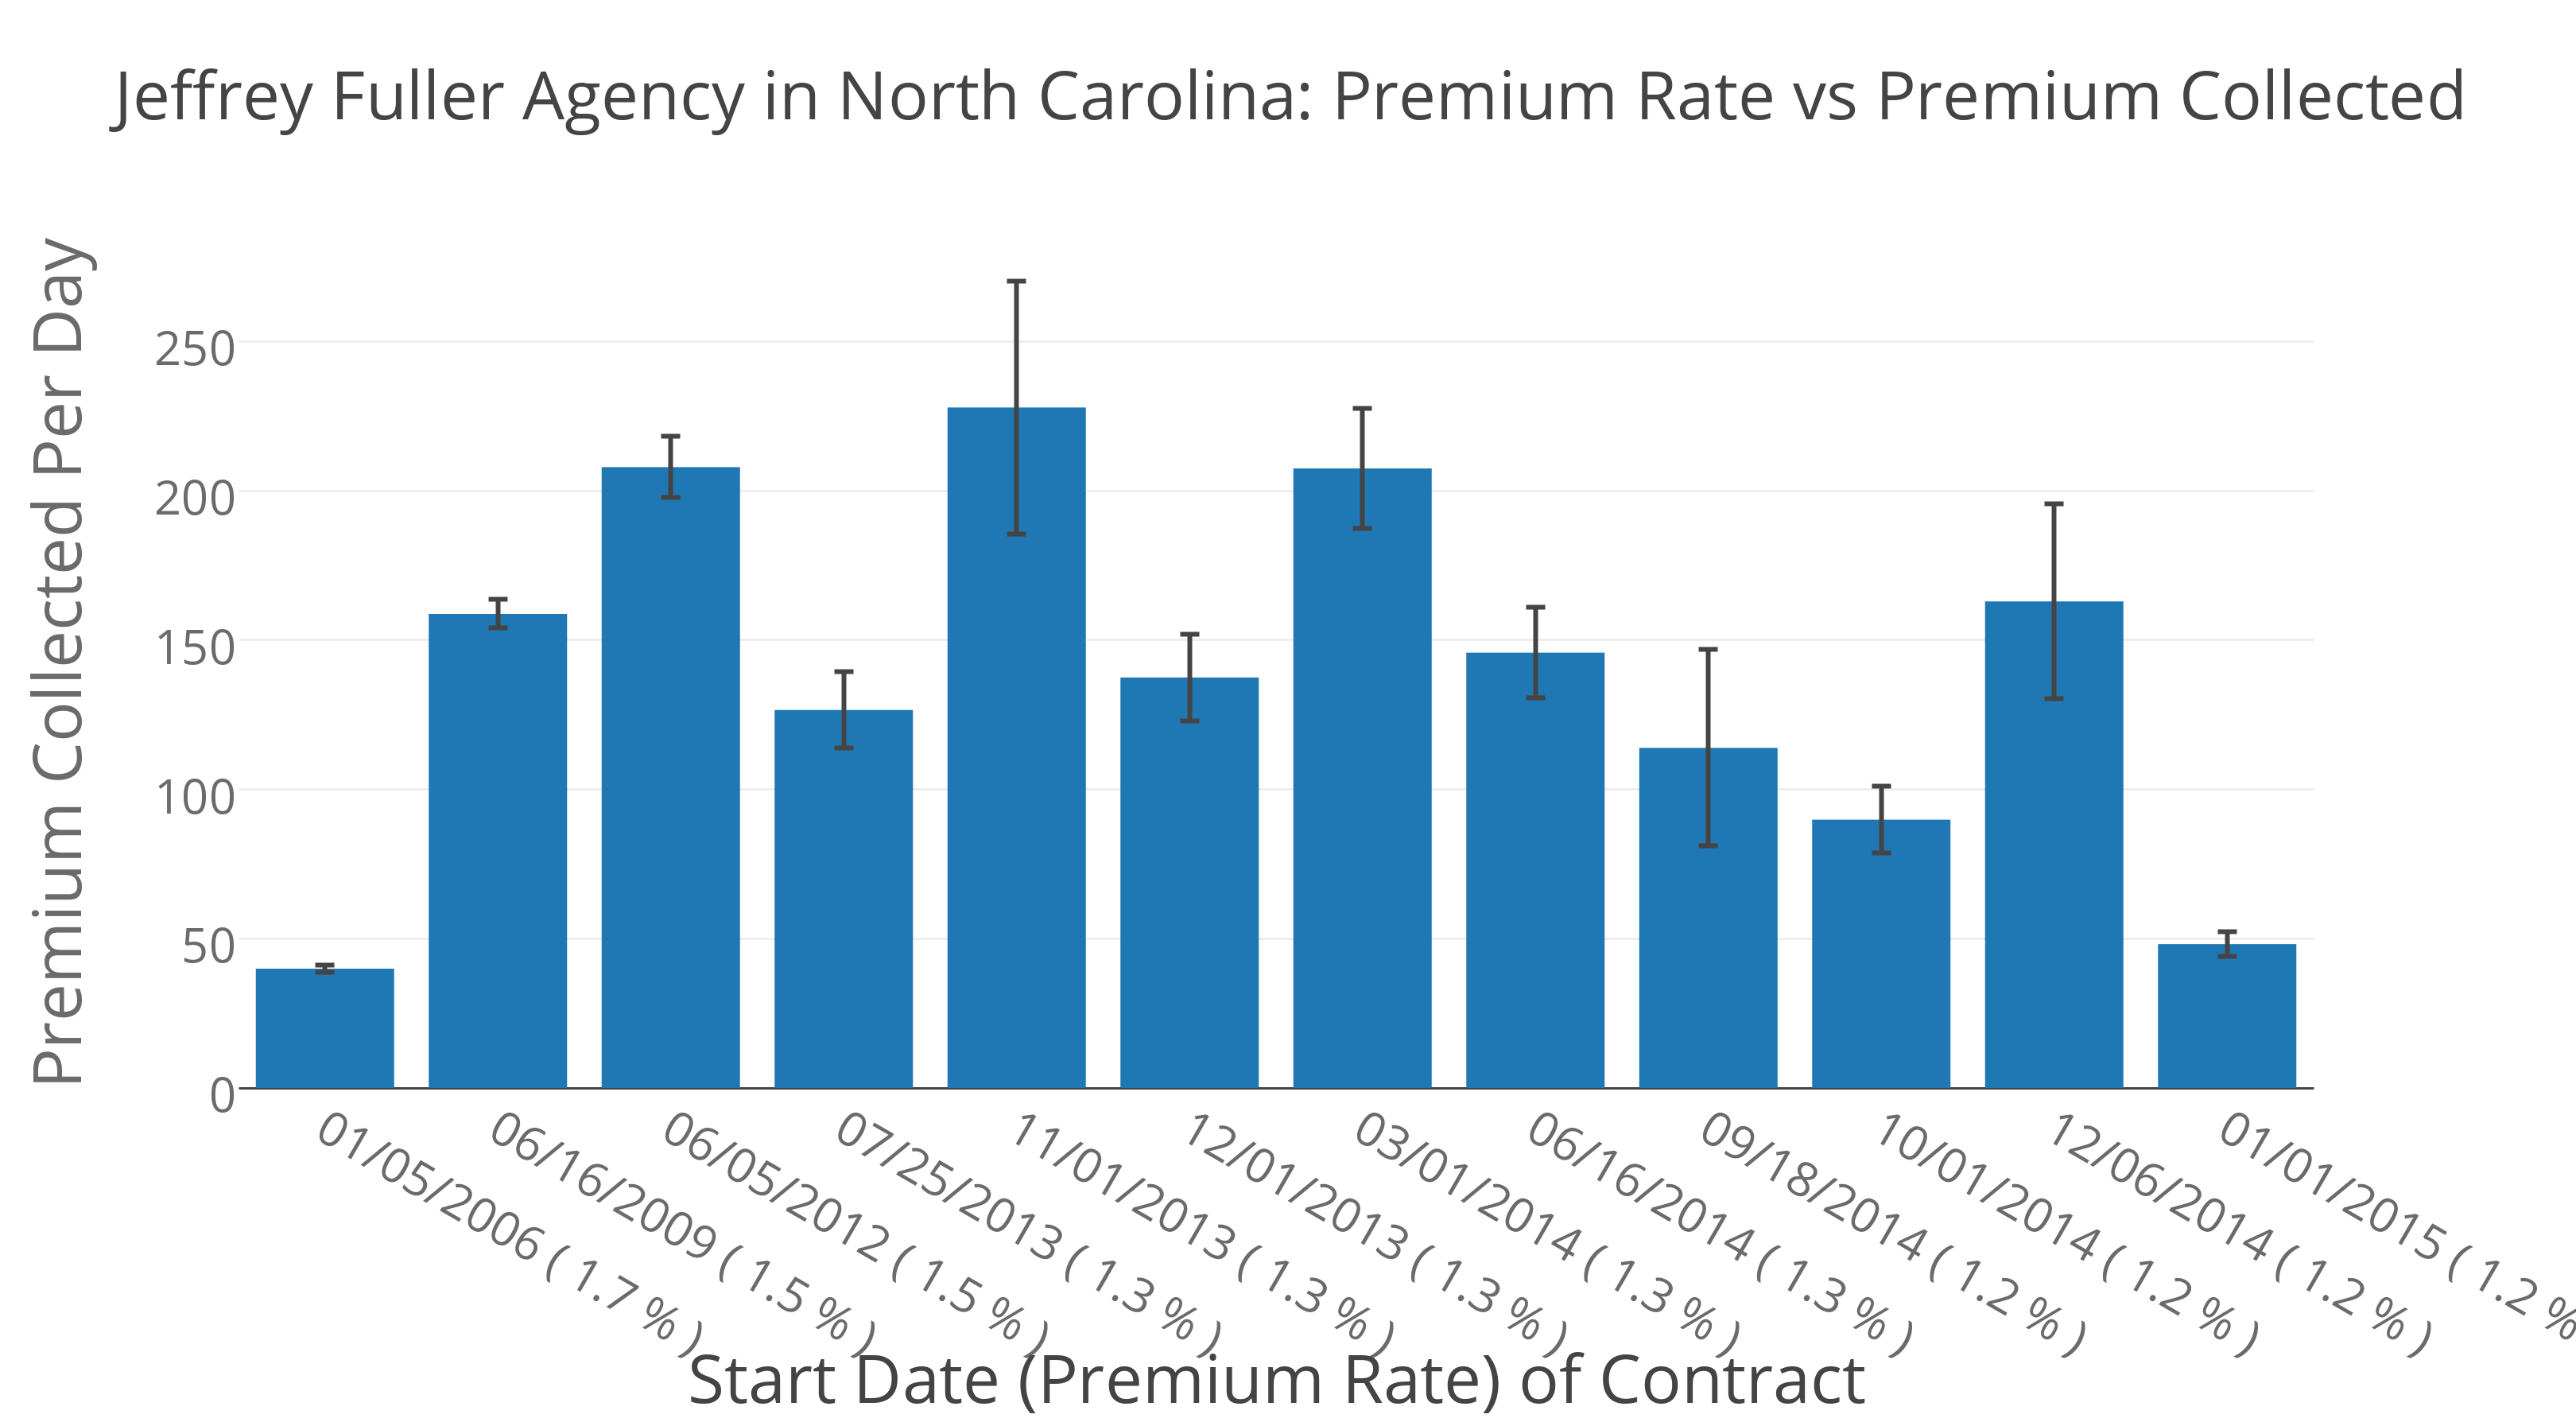 Jeffrey Fuller Agency in North Carolina: Premium Rate vs Premium Collected
Premium Collected Per Day
250
200
150
100
50
0
01/05/2006 ( 1.7 % )
06/16/2009 ( 1.5 % )
06/05/2012 ( 1.5 % )
07/25/2013 ( 1.3 % )
11/01/2013 ( 1.3 % )
12/01/2013 ( 1.3 % )
03/01/2014 ( 1.3 % )
06/16/2014 ( 1.3 % )
09/18/2014 ( 1.2 % )
10/01/2014 ( 1.2 % )
12/06/2014 ( 1.2 % )
01/01/2015 ( 1.2 %
Start Date (Premium Rate) of Contract